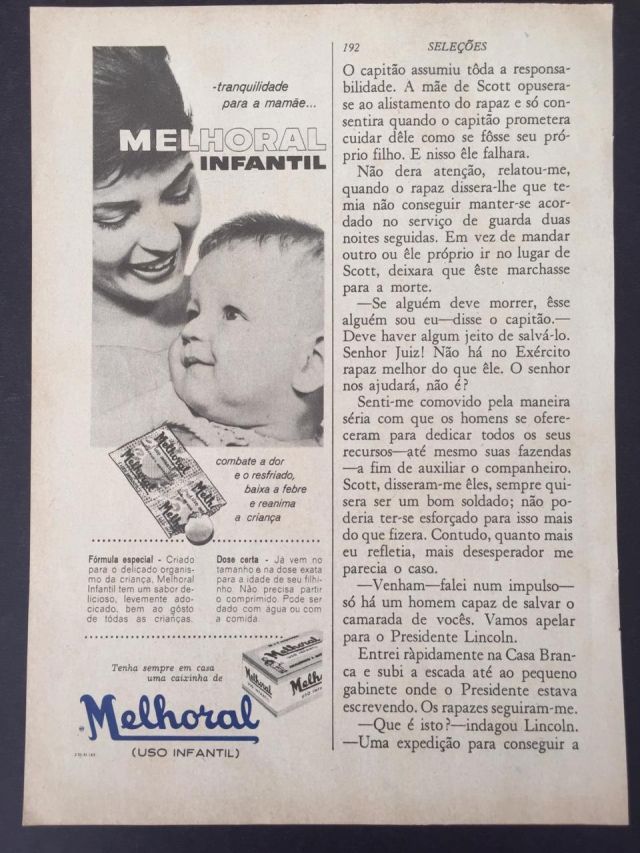 -tranquilidade
para a mamãe...
MELHORAL
INFANTIL
combate a dor
e o resfriado,
baixa a febre
e reanima
a criança
Fórmula especial - Criado
para o delicado organis-
mo da criança, Melhoral
Infantil tem um sabor de-
licioso, levemente ado-
cicado, bem ao gôsto
de tôdas as crianças.
Dose certa - Já vem no
tamanho e na dose exata
para a idade de seu filhi-
nho. Não precisa partir
o comprimido. Pode ser
dado com água ou com
a comida.
Tenha sempre em casa
uma caixinha de
Melhoral
(USO INFANTIL)
192 SELEÇÕES
O capitão assumiu tôda a responsa-
bilidade. A mãe de Scott opusera-
se ao alistamento do rapaz e só con-
sentira quando o capitão prometera
cuidar dêle como se fôsse seu pró-
prio filho. E nisso êle falhara.
Não dera atenção, relatou-me,
quando o rapaz dissera-lhe que te-
mia não conseguir manter-se acor-
dado no serviço de guarda duas
noites seguidas. Em vez de mandar
outro ou êle próprio ir no lugar de
Scott, deixara que êste marchasse
para a morte.
—Se alguém deve morrer, êsse
alguém sou eu—disse o capitão.—
Deve haver algum jeito de salvá-lo.
Senhor Juiz! Não há no Exército
rapaz melhor do que êle. O senhor
nos ajudará, não é?
Senti-me comovido pela maneira
séria com que os homens se ofere-
ceram para dedicar todos os seus
recursos—até mesmo suas fazendas
—a fim de auxiliar o companheiro.
Scott, disseram-me êles, sempre qui-
sera ser um bom soldado; não po-
deria ter-se esforçado para isso mais
do que fizera. Contudo, quanto mais
eu refletia, mais desesperador me
parecia o caso.
—Venham—falei num impulso—
só há um homem capaz de salvar o
camarada de vocês. Vamos apelar
para o Presidente Lincoln.
Entrei ràpidamente na Casa Bran-
ca e subi a escada até ao pequeno
gabinete onde o Presidente estava
escrevendo. Os rapazes seguiram-me.
—Que é isto?—indagou Lincoln.
—Uma expedição para conseguir a